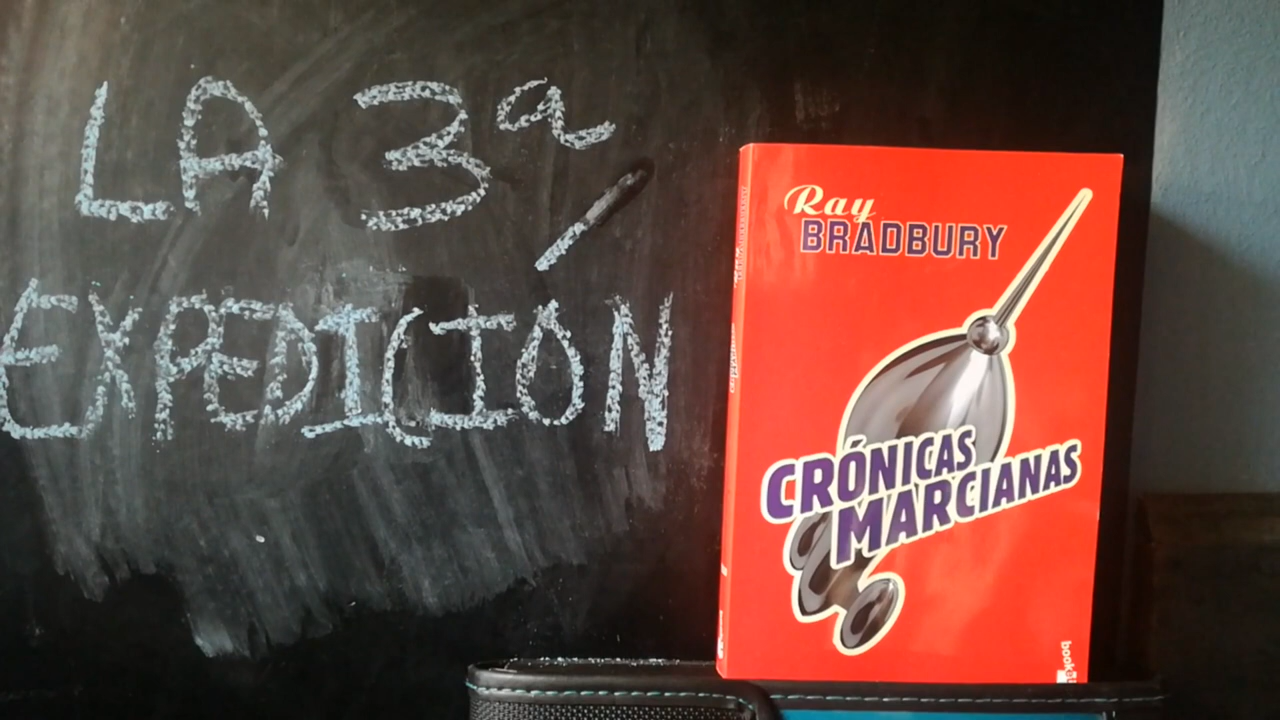 LA 3ª
EXPEDICIÓN
Ray
BRADBURY
CRÓNICAS
MARCIANAS